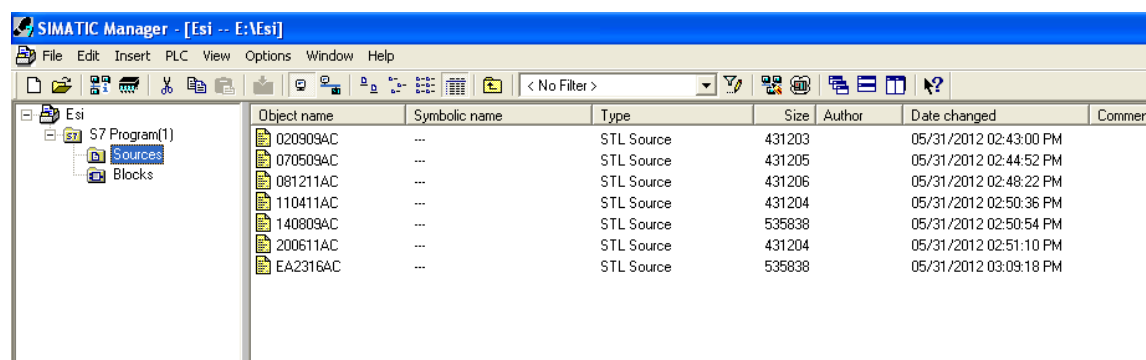 SIMATIC Manager - [Esi -- E:\Esi]
File Edit Insert PLC View Options Window Help
< No Filter >
Esi
S7 Program(1)
Sources
Blocks
Object name Symbolic name Type Size Author Date changed Commer
020909AC --- STL Source 431203 05/31/2012 02:43:00 PM
070509AC --- STL Source 431205 05/31/2012 02:44:52 PM
081211AC --- STL Source 431206 05/31/2012 02:48:22 PM
110411AC --- STL Source 431204 05/31/2012 02:50:36 PM
140809AC --- STL Source 535838 05/31/2012 02:50:54 PM
200611AC --- STL Source 431204 05/31/2012 02:51:10 PM
EA2316AC --- STL Source 535838 05/31/2012 03:09:18 PM